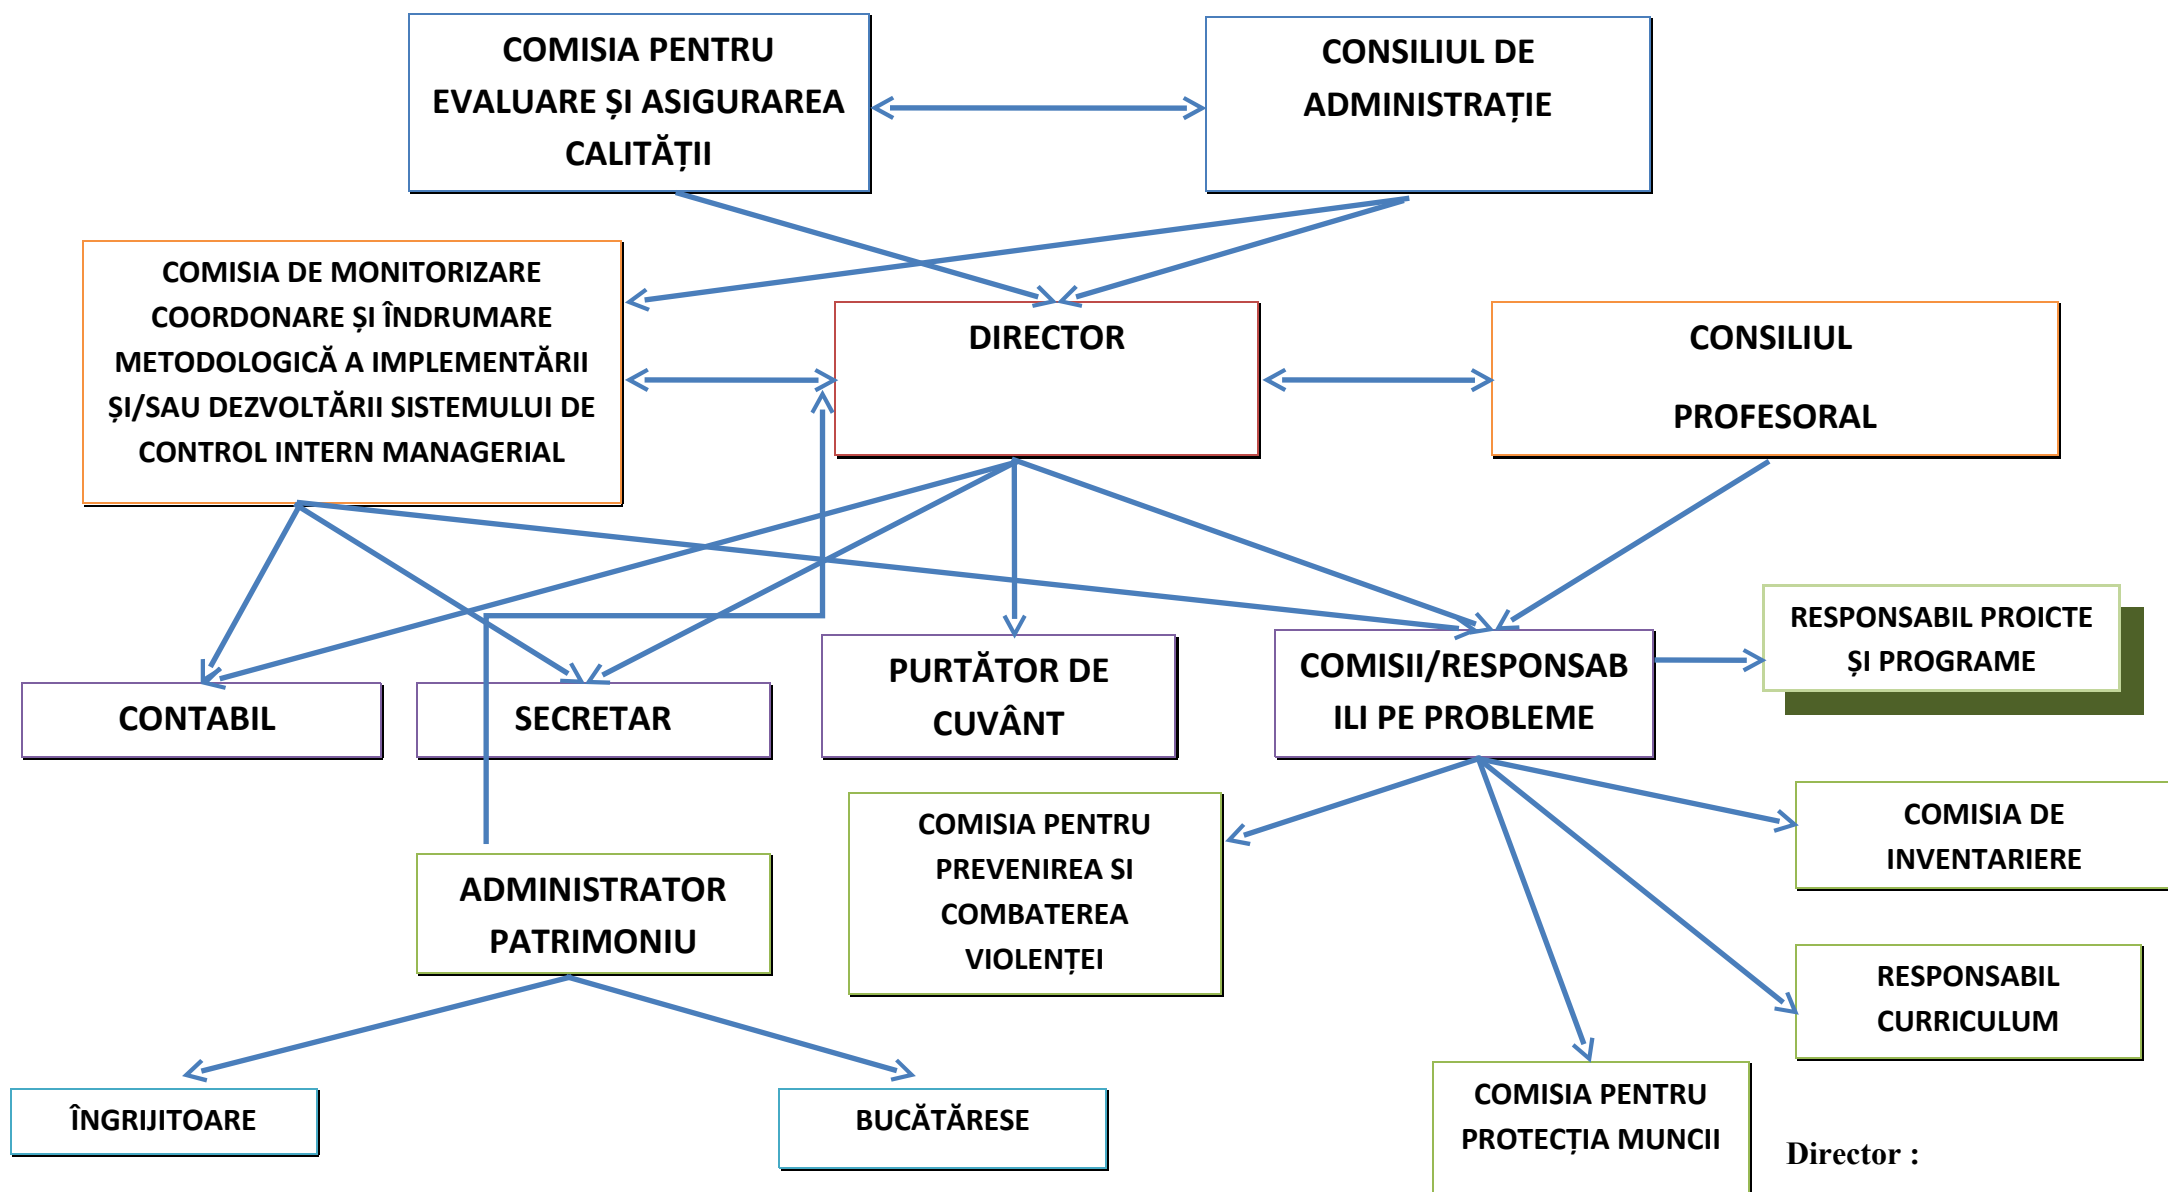 COMISIA PENTRU
EVALUARE ȘI ASIGURAREA
CALITĂȚII
CONSILIUL DE
ADMINISTRAȚIE
COMISIA DE MONITORIZARE
COORDONARE ȘI ÎNDRUMARE
METODOLOGICĂ A IMPLEMENTĂRII
ȘI/SAU DEZVOLTĂRII SISTEMULUI DE
CONTROL INTERN MANAGERIAL
DIRECTOR
CONSILIUL
PROFESORAL
CONTABIL
SECRETAR
PURTĂTOR DE
CUVÂNT
COMISII/RESPONSAB
ILI PE PROBLEME
RESPONSABIL PROICTE
ȘI PROGRAME
ADMINISTRATOR
PATRIMONIU
COMISIA PENTRU
PREVENIREA SI
COMBATEREA
VIOLENȚEI
COMISIA DE
INVENTARIERE
RESPONSABIL
CURRICULUM
ÎNGRIJITOARE
BUCĂTĂRESE
COMISIA PENTRU
PROTECȚIA MUNCII
Director :